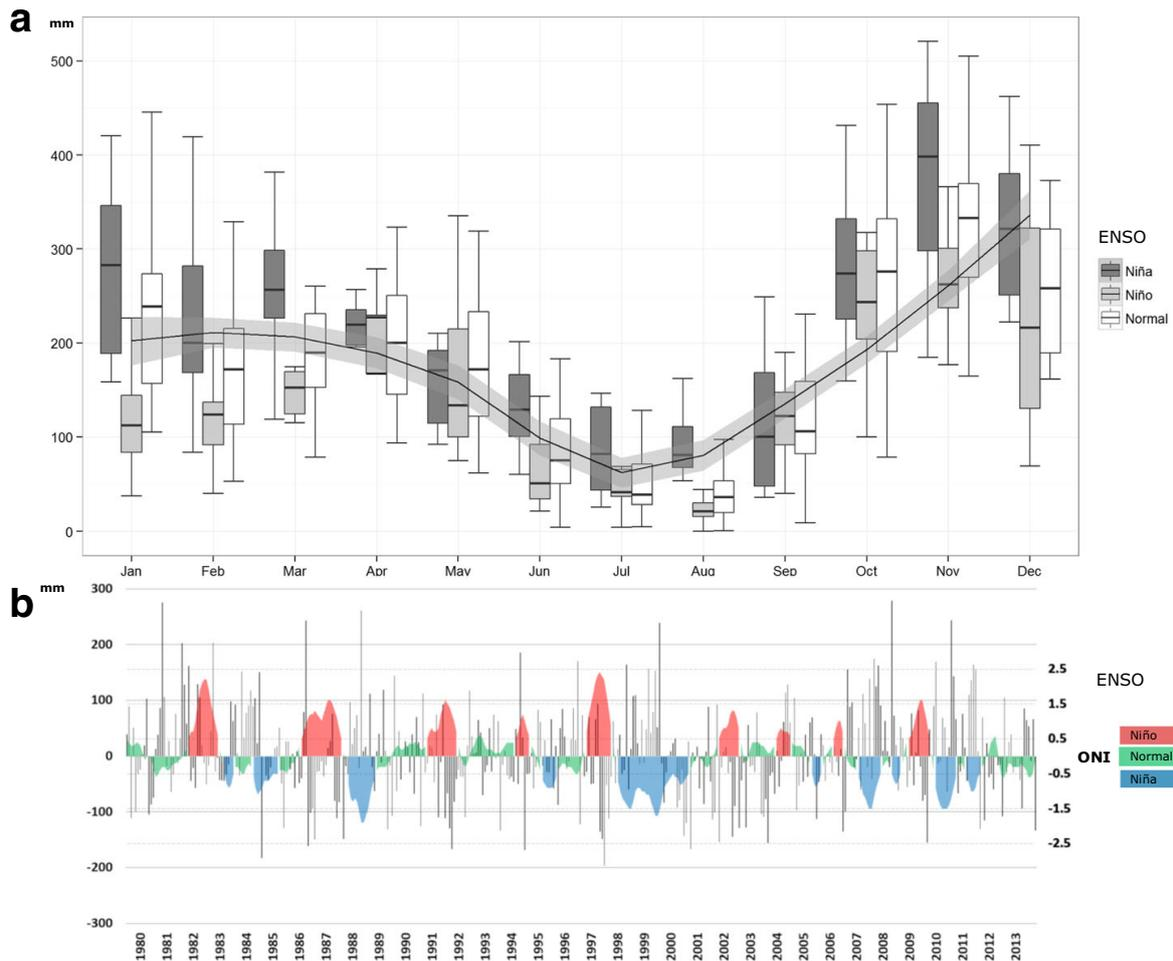 a
mm
500
400
300
200
100
0
ENSO
Niña
Niño
Normal
Jan Feb Mar Apr May Jun Jul Aug Sep Oct Nov Dec
b
mm
300
200
100
0
-100
-200
-300
2.5
1.5
0.5
-0.5
-1.5
-2.5
ONI
ENSO
Niño
Normal
Niña
1980 1981 1982 1983 1984 1985 1986 1987 1988 1989 1990 1991 1992 1993 1994 1995 1996 1997 1998 1999 2000 2001 2002 2003 2004 2005 2006 2007 2008 2009 2010 2011 2012 2013